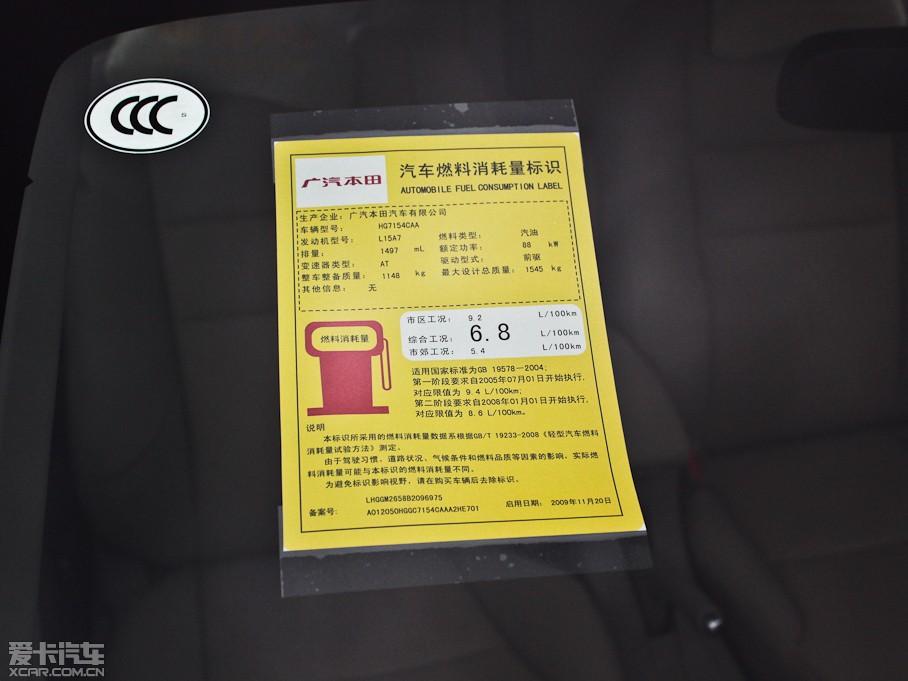 CCC S
广汽本田
汽车燃料消耗量标识
AUTOMOBILE FUEL CONSUMPTION LABEL
生产企业: 广汽本田汽车有限公司
车辆型号: HG7154CAA
发动机型号: L15A7 燃料类型: 汽油
排量: 1497 mL 额定功率: 88 kW
变速器类型: AT 驱动型式: 前驱
整车整备质量: 1148 kg 最大设计总质量: 1545 kg
其他信息: 无
燃料消耗量
市区工况: 9.2 L/100km
综合工况: 6.8 L/100km
市郊工况: 5.4 L/100km
适用国家标准为GB 19578—2004;
第一阶段要求自2005年07月01日开始执行,
对应限值为 9.4 L/100km;
第二阶段要求自2008年01月01日开始执行,
对应限值为 8.6 L/100km。
说明
本标识所采用的燃料消耗量数据系根据GB/T 19233-2008《轻型汽车燃料
消耗量试验方法》测定。
由于驾驶习惯、道路状况、气候条件和燃料品质等因素的影响,实际燃
料消耗量可能与本标识的燃料消耗量不同。
为避免标识影响视野,请在购买车辆后去除标识。
LHGGM2658B2096975
备案号: A012050HGGC7154CAAA2HE701 启用日期: 2009年11月20日
爱卡汽车
XCAR.COM.CN